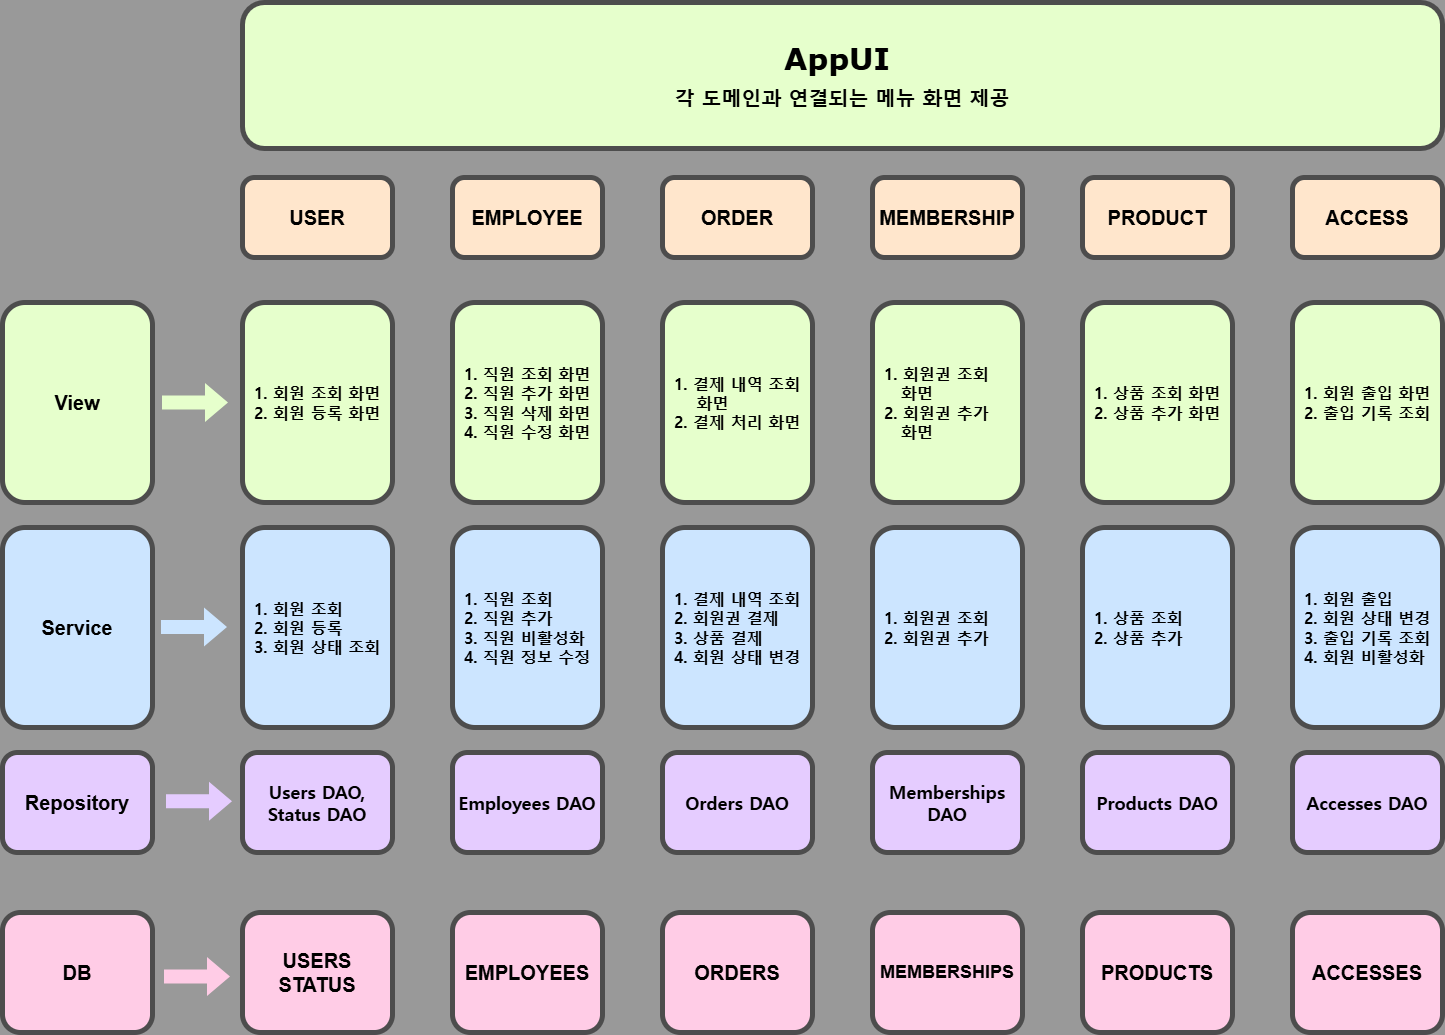 AppUI
각 도메인과 연결되는 메뉴 화면 제공
USER
EMPLOYEE
ORDER
MEMBERSHIP
PRODUCT
ACCESS
View
1. 회원 조회 화면
2. 회원 등록 화면
1. 직원 조회 화면
2. 직원 추가 화면
3. 직원 삭제 화면
4. 직원 수정 화면
1. 결제 내역 조회
화면
2. 결제 처리 화면
1. 회원권 조회
화면
2. 회원권 추가
화면
1. 상품 조회 화면
2. 상품 추가 화면
1. 회원 출입 화면
2. 출입 기록 조회
Service
1. 회원 조회
2. 회원 등록
3. 회원 상태 조회
1. 직원 조회
2. 직원 추가
3. 직원 비활성화
4. 직원 정보 수정
1. 결제 내역 조회
2. 회원권 결제
3. 상품 결제
4. 회원 상태 변경
1. 회원권 조회
2. 회원권 추가
1. 상품 조회
2. 상품 추가
1. 회원 출입
2. 회원 상태 변경
3. 출입 기록 조회
4. 회원 비활성화
Repository
Users DAO,
Status DAO
Employees DAO
Orders DAO
Memberships
DAO
Products DAO
Accesses DAO
DB
USERS
STATUS
EMPLOYEES
ORDERS
MEMBERSHIPS
PRODUCTS
ACCESSES